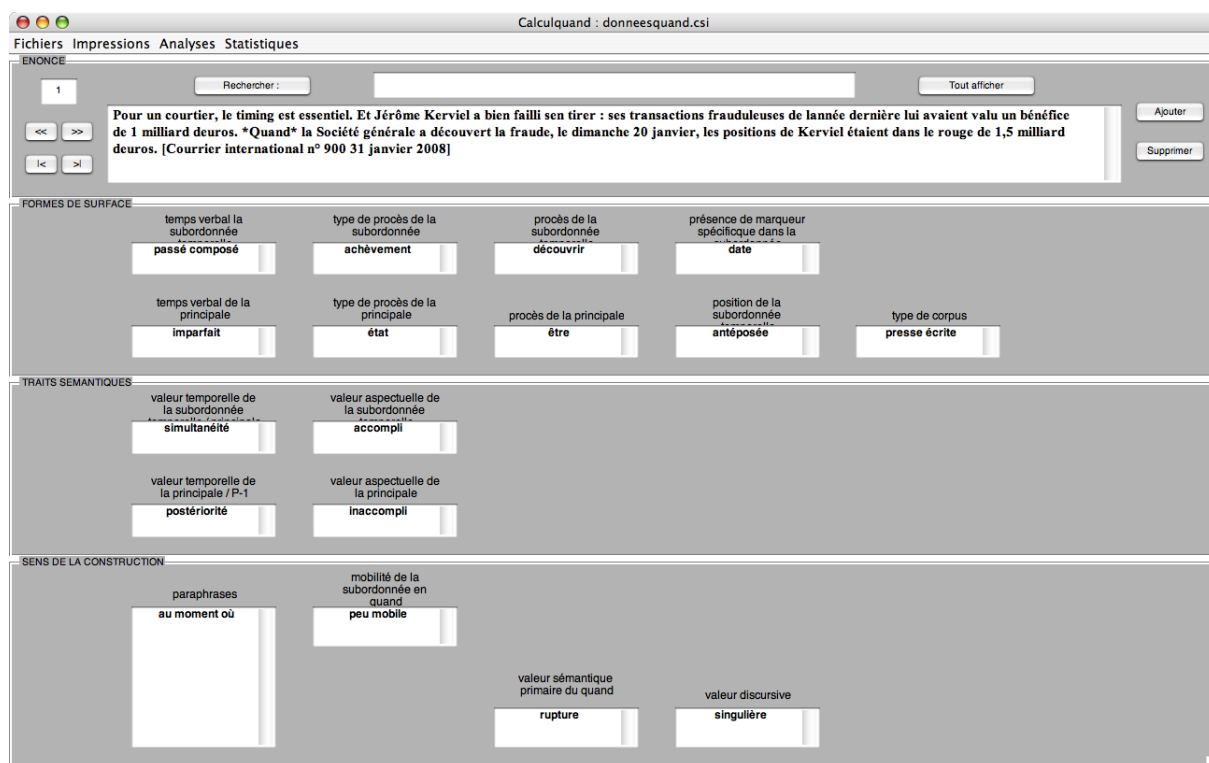 Calculquand : donneesquand.csi
Fichiers Impressions Analyses Statistiques
ENONCE
1
Rechercher :
Tout afficher
Pour un courtier, le timing est essentiel. Et Jérôme Kerviel a bien failli sen tirer : ses transactions frauduleuses de lannée dernière lui avaient valu un bénéfice
de 1 milliard deuros. *Quand* la Société générale a découvert la fraude, le dimanche 20 janvier, les positions de Kerviel étaient dans le rouge de 1,5 milliard
deuros. [Courrier international n° 900 31 janvier 2008]
Ajouter
<< >>
Supprimer
|< >|
FORMES DE SURFACE
temps verbal la
subordonnée
temporelle
passé composé
type de procès de la
subordonnée
achèvement
procès de la
subordonnée
temporelle
découvrir
présence de marqueur
spécificque dans la
subordonnée
date
temps verbal de la
principale
imparfait
type de procès de la
principale
état
procès de la principale
être
position de la
subordonnée
temporelle
antéposée
type de corpus
presse écrite
TRAITS SEMANTIQUES
valeur temporelle de
la subordonnée
temporelle / principale
simultanéité
valeur aspectuelle de
la subordonnée
temporelle
accompli
valeur temporelle de
la principale / P-1
postériorité
valeur aspectuelle de
la principale
inaccompli
SENS DE LA CONSTRUCTION
paraphrases
au moment où
mobilité de la
subordonnée en
quand
peu mobile
valeur sémantique
primaire du quand
rupture
valeur discursive
singulière